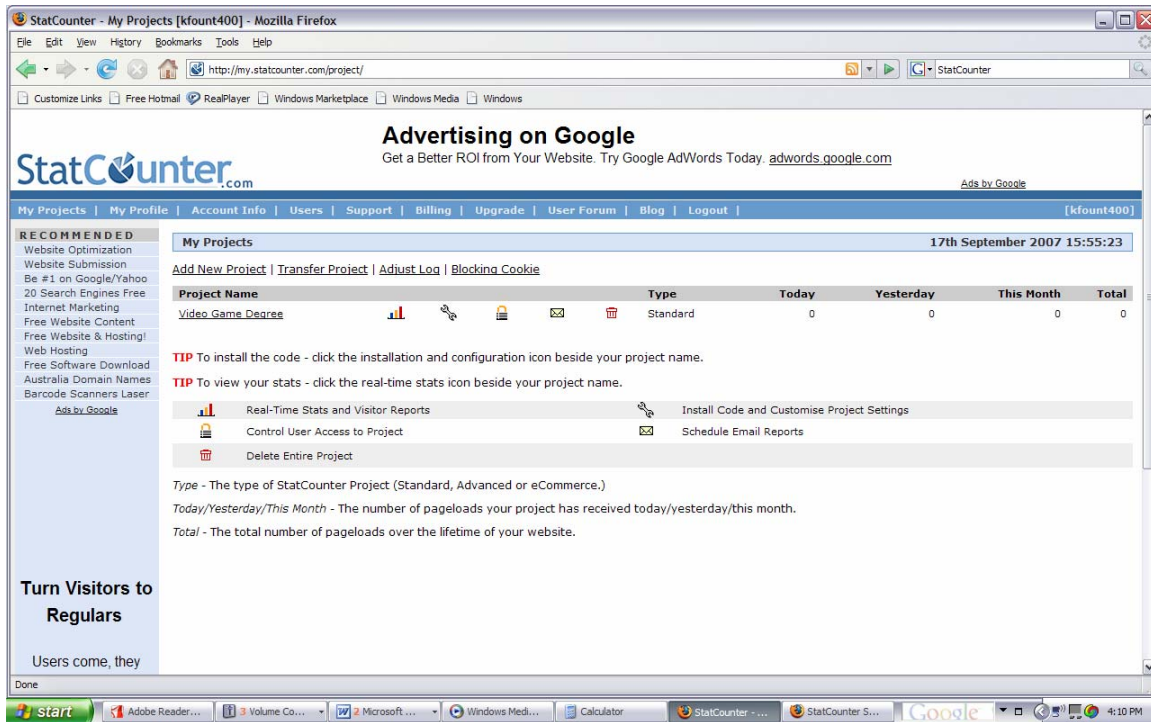 StatCounter - My Projects [kfount400] - Mozilla Firefox
File Edit View History Bookmarks Tools Help
http://my.statcounter.com/project/ G StatCounter
Customize Links Free Hotmail RealPlayer Windows Marketplace Windows Media Windows
Advertising on Google
Get a Better ROI from Your Website. Try Google AdWords Today. adwords.google.com
StatCounter.com
Ads by Google
My Projects | My Profile | Account Info | Users | Support | Billing | Upgrade | User Forum | Blog | Logout | [kfount400]
RECOMMENDED
Website Optimization
Website Submission
Be #1 on Google/Yahoo
20 Search Engines Free
Internet Marketing
Free Website Content
Free Website & Hosting!
Web Hosting
Free Software Download
Australia Domain Names
Barcode Scanners Laser
Ads by Google
Turn Visitors to
Regulars
Users come, they
My Projects 17th September 2007 15:55:23
Add New Project | Transfer Project | Adjust Log | Blocking Cookie
Project Name Type Today Yesterday This Month Total
Video Game Degree Standard 0 0 0 0
TIP To install the code - click the installation and configuration icon beside your project name.
TIP To view your stats - click the real-time stats icon beside your project name.
Real-Time Stats and Visitor Reports Install Code and Customise Project Settings
Control User Access to Project Schedule Email Reports
Delete Entire Project
Type - The type of StatCounter Project (Standard, Advanced or eCommerce.)
Today/Yesterday/This Month - The number of pageloads your project has received today/yesterday/this month.
Total - The total number of pageloads over the lifetime of your website.
Done
start Adobe Reader... 3 Volume Co... 2 Microsoft ... Windows Medi... Calculator StatCounter - ... StatCounter S... Google 4:10 PM